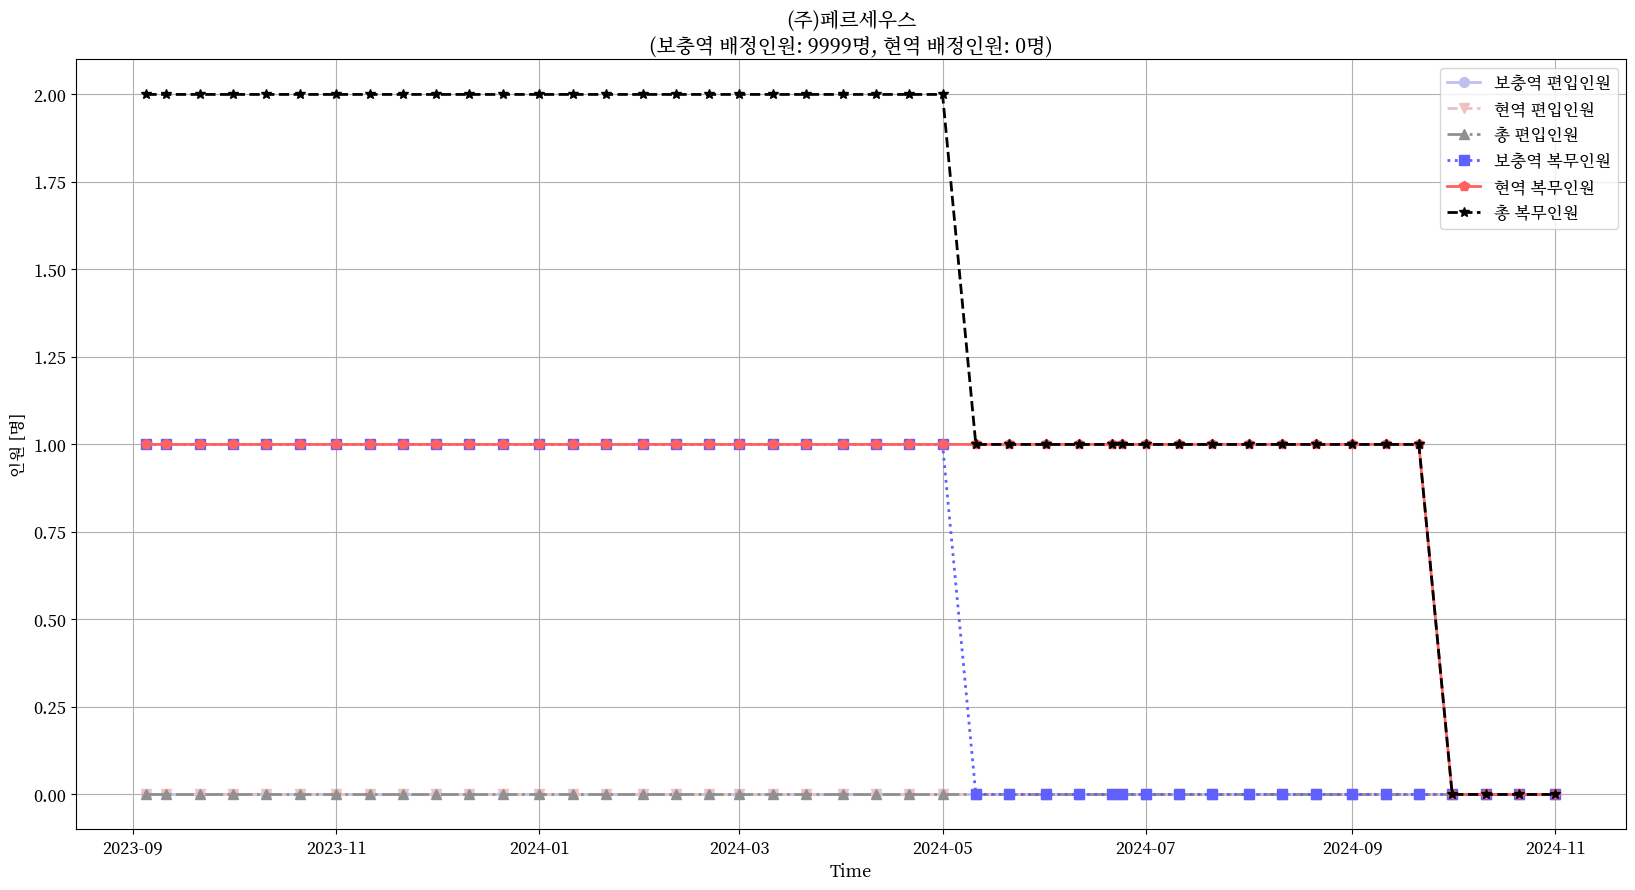 (주)페르세우스
(보충역 배정인원: 9999명, 현역 배정인원: 0명)
보충역 편입인원
현역 편입인원
총 편입인원
보충역 복무인원
현역 복무인원
총 복무인원
인원 [명]
2.00
1.75
1.50
1.25
1.00
0.75
0.50
0.25
0.00
2023-09 2023-11 2024-01 2024-03 2024-05 2024-07 2024-09 2024-11
Time